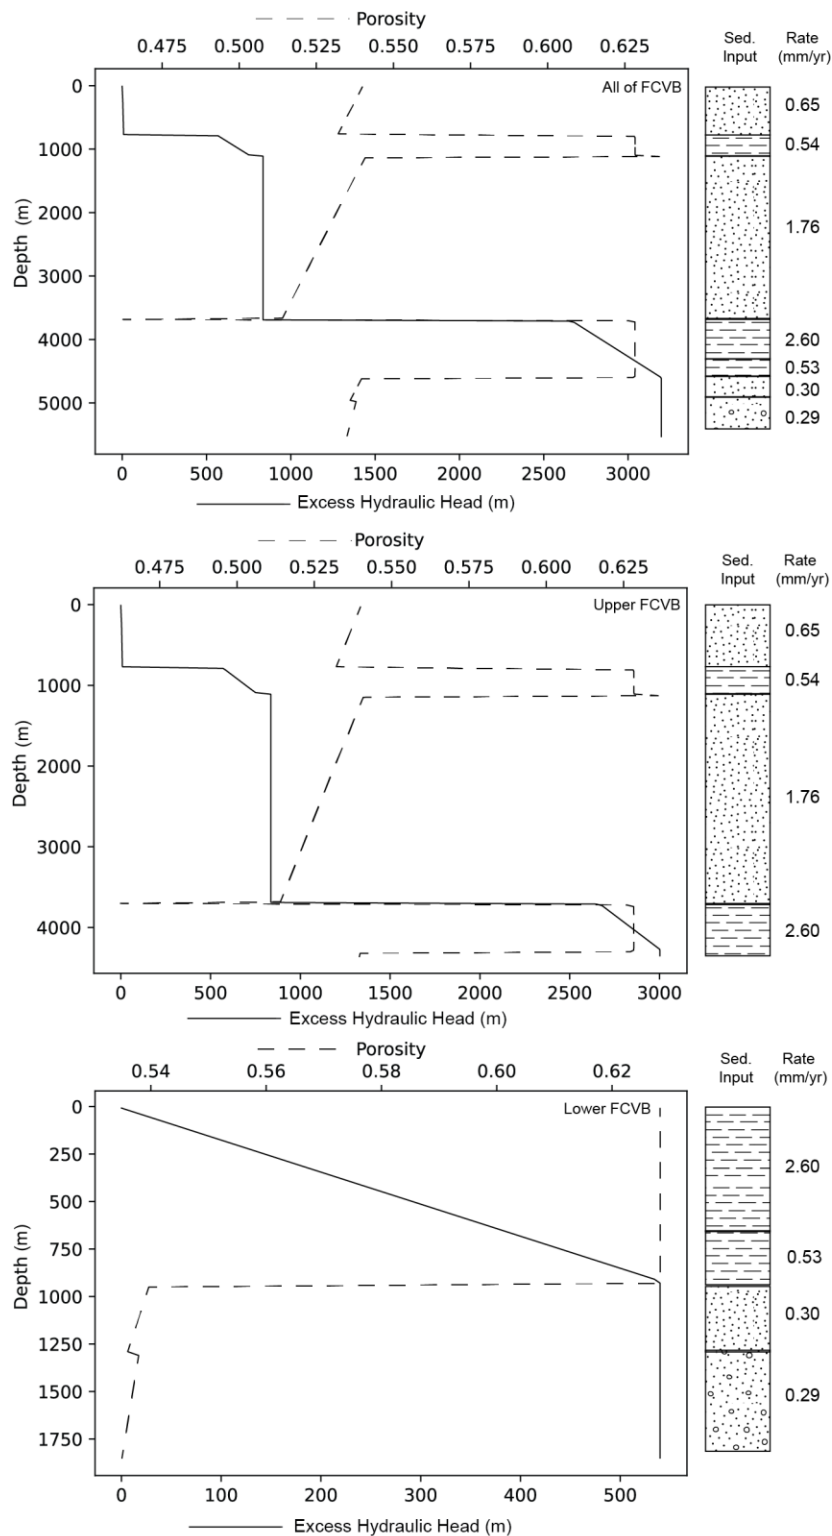 Porosity
0.475 0.500 0.525 0.550 0.575 0.600 0.625
Sed. Input
Rate (mm/yr)
All of FCVB
Depth (m)
0
1000
2000
3000
4000
5000
0 500 1000 1500 2000 2500 3000
Excess Hydraulic Head (m)
0.65
0.54
1.76
2.60
0.53
0.30
0.29
Porosity
0.475 0.500 0.525 0.550 0.575 0.600 0.625
Sed. Input
Rate (mm/yr)
Upper FCVB
Depth (m)
0
1000
2000
3000
4000
0 500 1000 1500 2000 2500 3000
Excess Hydraulic Head (m)
0.65
0.54
1.76
2.60
Porosity
0.54 0.56 0.58 0.60 0.62
Sed. Input
Rate (mm/yr)
Lower FCVB
Depth (m)
0
250
500
750
1000
1250
1500
1750
0 100 200 300 400 500
Excess Hydraulic Head (m)
2.60
0.53
0.30
0.29